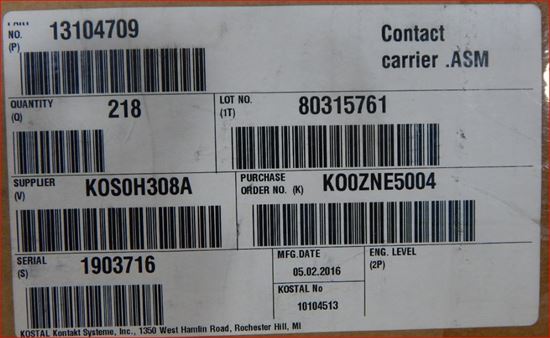 PART
NO. 13104709
(P)
Contact
carrier .ASM
QUANTITY 218
(Q)
LOT NO. 80315761
(1T)
SUPPLIER K0S0H308A
(V)
PURCHASE
ORDER NO. (K) K00ZNE5004
SERIAL 1903716
(S)
MFG.DATE
05.02.2016
KOSTAL No
10104513
ENG. LEVEL
(2P)
KOSTAL Kontakt Systeme, Inc., 1350 West Hamlin Road, Rochester Hill, MI